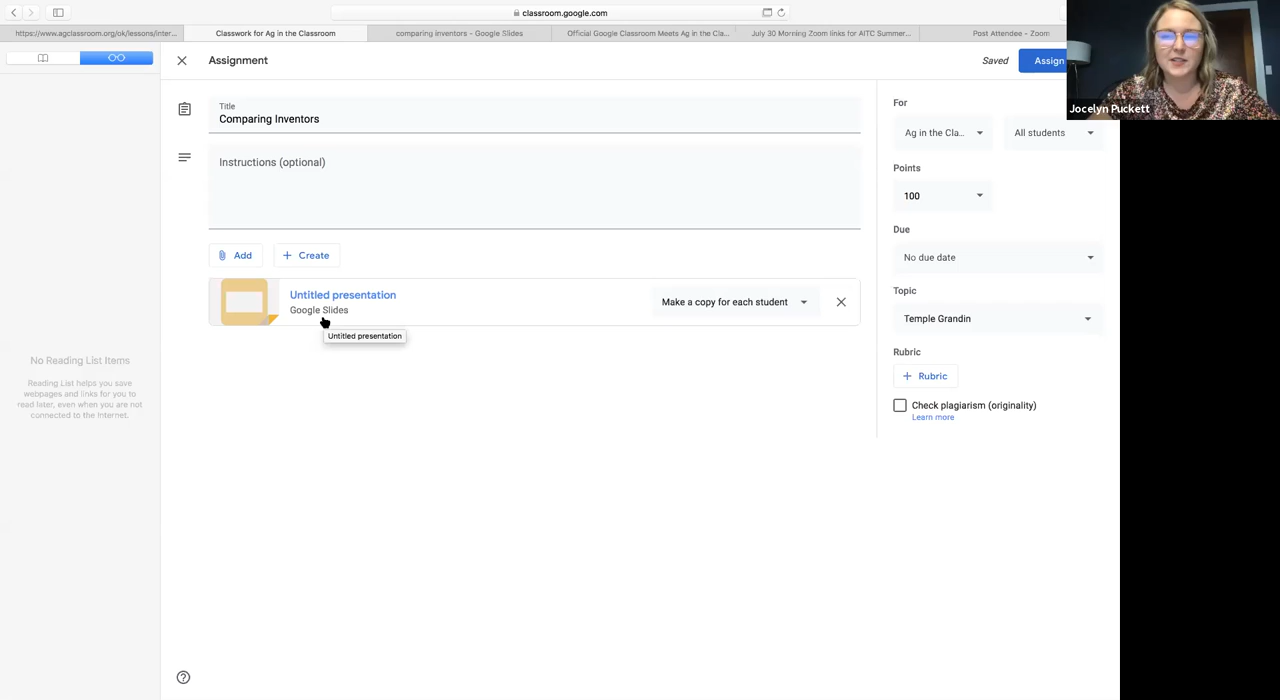 classroom.google.com
https://www.agclassroom.org/ok/lessons/inter...
Classwork for Ag in the Classroom
comparing inventors - Google Slides
Official Google Classroom Meets Ag in the Cla...
July 30 Morning Zoom links for AITC Summer...
Post Attendee - Zoom
Assignment
Saved
Assign
Jocelyn Puckett
Title
Comparing Inventors
Instructions (optional)
Add
Create
Untitled presentation
Google Slides
Make a copy for each student
Untitled presentation
For
Ag in the Cla...
All students
Points
100
Due
No due date
Topic
Temple Grandin
Rubric
Rubric
Check plagiarism (originality)
Learn more
No Reading List Items
Reading List helps you save
webpages and links for you to
read later, even when you are not
connected to the Internet.